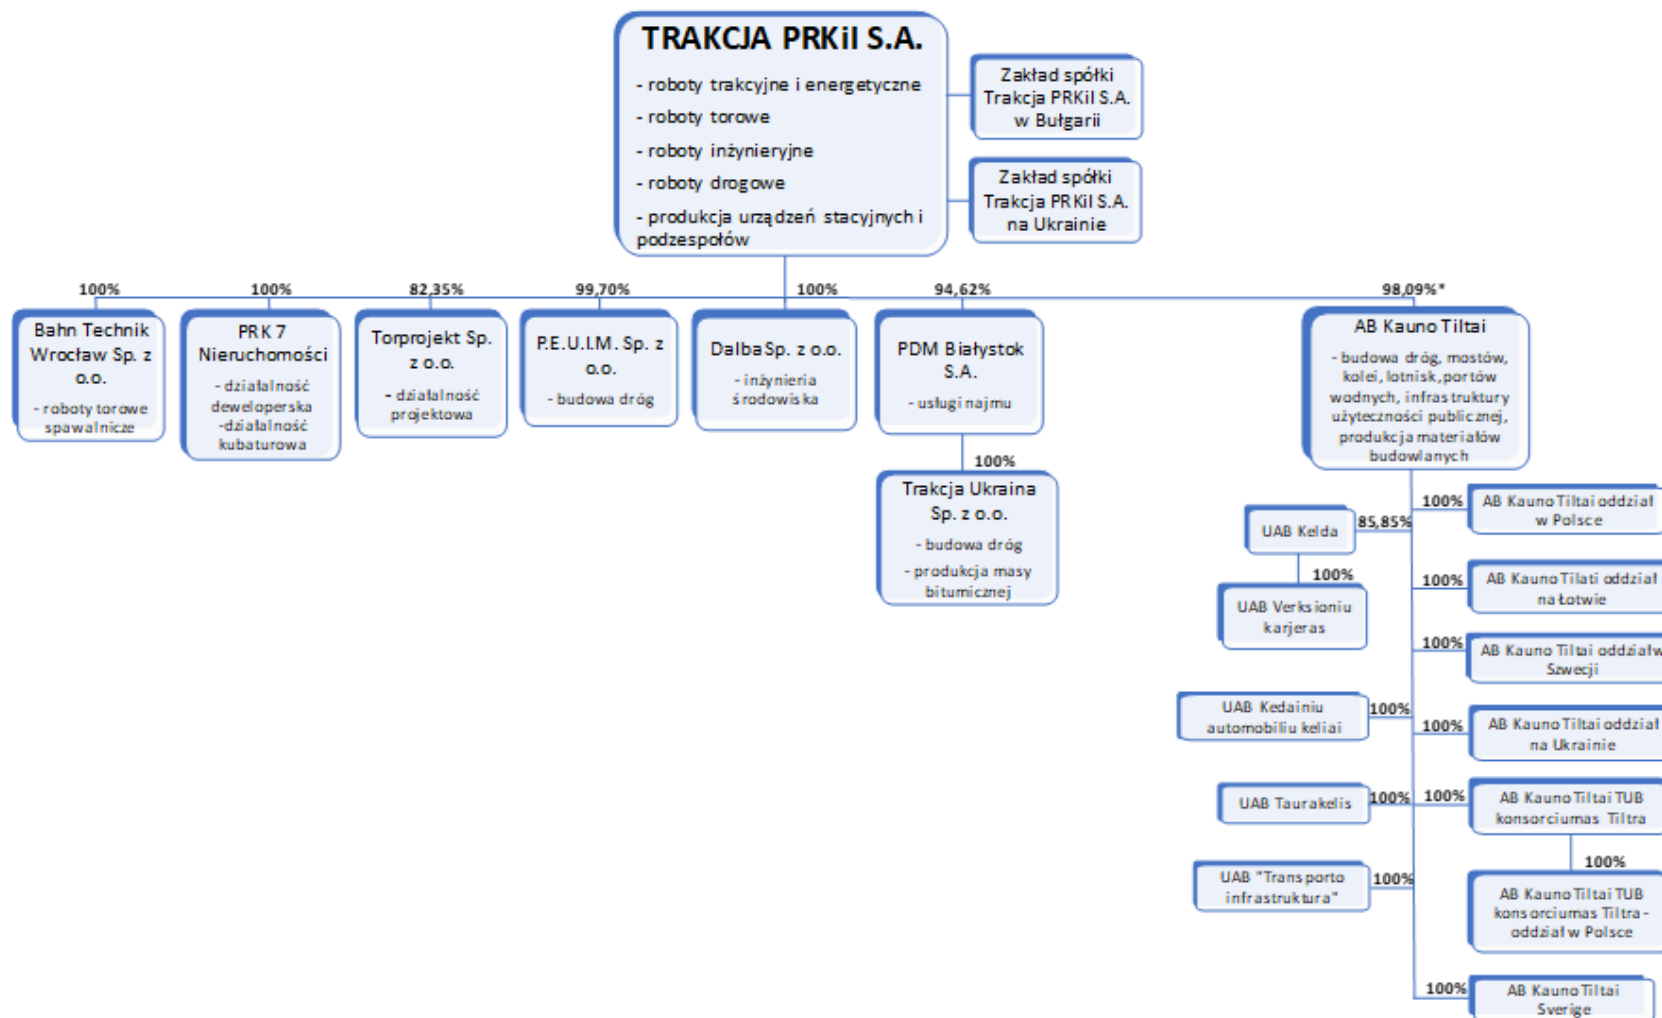 TRAKCJA PRKiI S.A.
- roboty trakcyjne i energetyczne
- roboty torowe
- roboty inżynieryjne
- roboty drogowe
- produkcja urządzeń stacyjnych i
podzespołów
Zakład spółki
Trakcja PRKiI S.A.
w Bułgarii
Zakład spółki
Trakcja PRKiI S.A.
na Ukrainie
100%
Bahn Technik
Wrocław Sp. z
o.o.
- roboty torowe
spawalnicze
100%
PRK 7
Nieruchomości
- działalność
deweloperska
-działalność
kubaturowa
82,35%
Torprojekt Sp.
z o.o.
- działalność
projektowa
99,70%
P.E.U.I.M. Sp. z
o.o.
- budowa dróg
100%
Dalba Sp. z o.o.
- inżynieria
środowiska
94,62%
PDM Białystok
S.A.
- usługi najmu
100%
Trakcja Ukraina
Sp. z o.o.
- budowa dróg
- produkcja masy
bitumicznej
98,09%*
AB Kauno Tiltai
- budowa dróg, mostów,
kolei, lotnisk, portów
wodnych, infrastruktury
użyteczności publicznej,
produkcja materiałów
budowlanych
85,85%
UAB Kelda
100%
UAB Verksioniu
karjeras
100%
UAB Kedainiu
automobiliu keliai
100%
UAB Taurakelis
100%
UAB "Transporto
infrastruktura"
100%
AB Kauno Tiltai oddział
w Polsce
100%
AB Kauno Tilati oddział
na Łotwie
100%
AB Kauno Tiltai oddział w
Szwecji
100%
AB Kauno Tiltai oddział
na Ukrainie
100%
AB Kauno Tiltai TUB
konsorciumas Tiltra
100%
AB Kauno Tiltai TUB
konsorciumas Tiltra -
oddział w Polsce
100%
AB Kauno Tiltai
Sverige